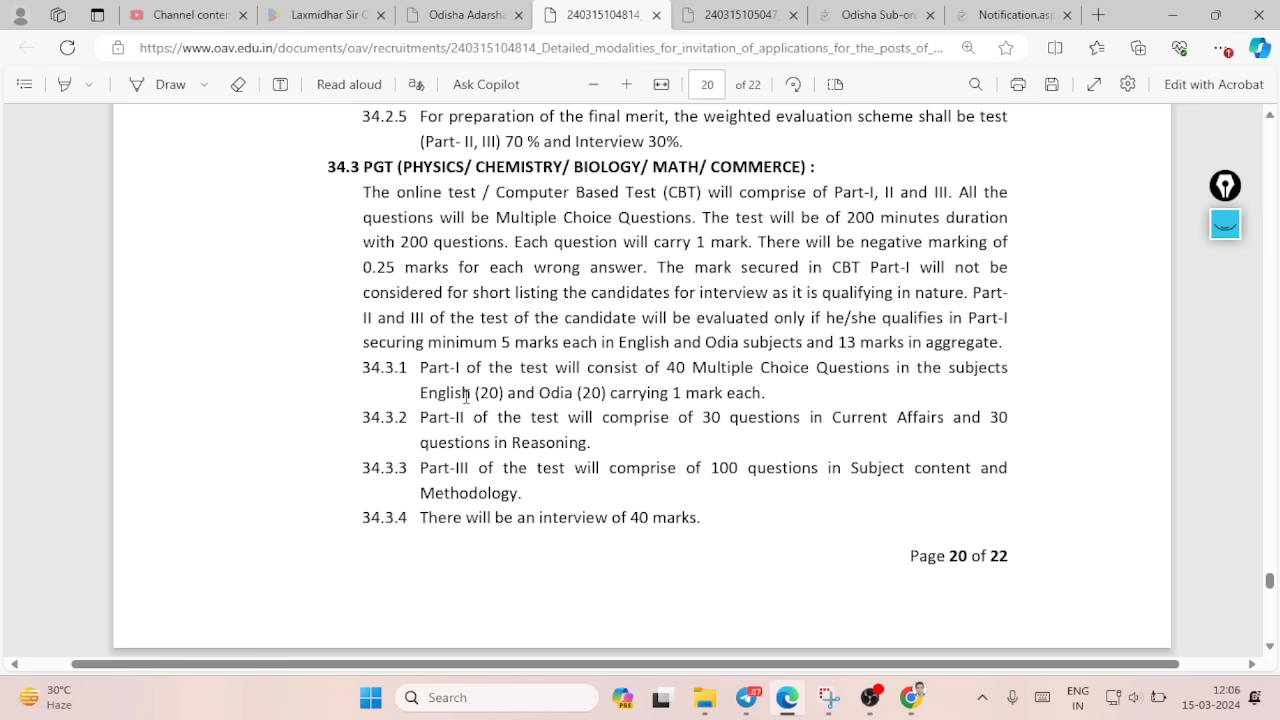 Channel conten
Laxmidhar Sir C
Odisha Adarsha
240315104814_
240315105047_
Odisha Sub-ord
Notification.asp
https://www.oav.edu.in/documents/oav/recruitments/240315104814_Detailed_modalities_for_invitation_of_applications_for_the_posts_of_...
Draw
Read aloud
Ask Copilot
20
of 22
Edit with Acrobat
34.2.5 For preparation of the final merit, the weighted evaluation scheme shall be test
(Part- II, III) 70 % and Interview 30%.
34.3 PGT (PHYSICS/ CHEMISTRY/ BIOLOGY/ MATH/ COMMERCE) :
The online test / Computer Based Test (CBT) will comprise of Part-I, II and III. All the
questions will be Multiple Choice Questions. The test will be of 200 minutes duration
with 200 questions. Each question will carry 1 mark. There will be negative marking of
0.25 marks for each wrong answer. The mark secured in CBT Part-I will not be
considered for short listing the candidates for interview as it is qualifying in nature. Part-
II and III of the test of the candidate will be evaluated only if he/she qualifies in Part-I
securing minimum 5 marks each in English and Odia subjects and 13 marks in aggregate.
34.3.1 Part-I of the test will consist of 40 Multiple Choice Questions in the subjects
English (20) and Odia (20) carrying 1 mark each.
34.3.2 Part-II of the test will comprise of 30 questions in Current Affairs and 30
questions in Reasoning.
34.3.3 Part-III of the test will comprise of 100 questions in Subject content and
Methodology.
34.3.4 There will be an interview of 40 marks.
Page 20 of 22
30°C
Haze
Search
PRE
07
ENG
IN
12:06
15-03-2024